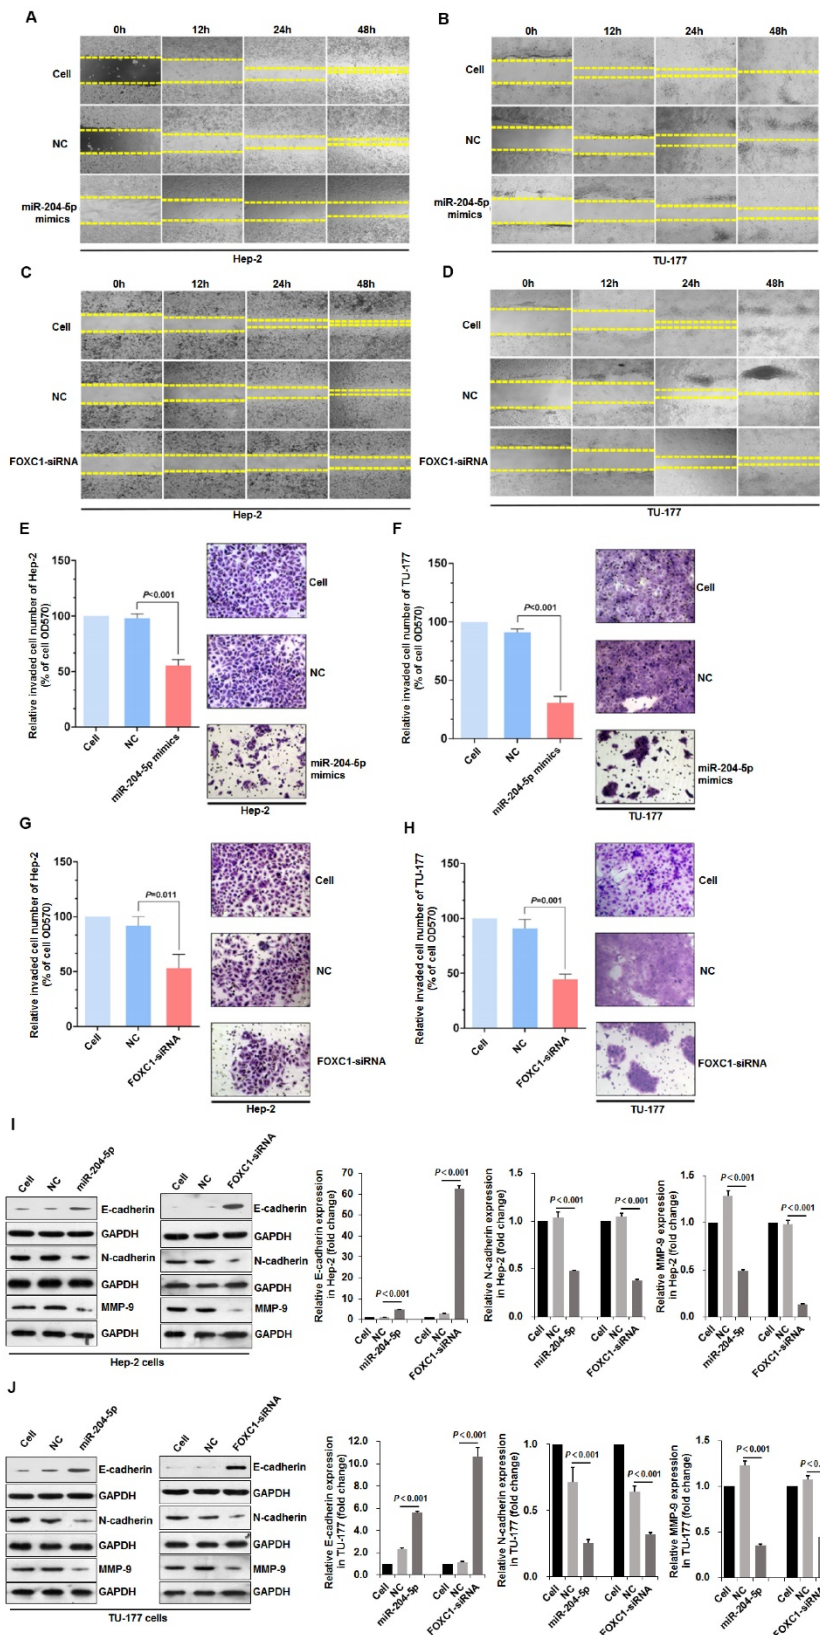 A
0h 12h 24h 48h
Cell
NC
miR-204-5p
mimics
Hep-2
B
0h 12h 24h 48h
Cell
NC
miR-204-5p
mimics
TU-177
C
0h 12h 24h 48h
Cell
NC
FOXC1-siRNA
Hep-2
D
0h 12h 24h 48h
Cell
NC
FOXC1-siRNA
TU-177
E
Relative invaded cell number of Hep-2
(% of cell OD570)
150
100
50
0
P<0.001
Cell NC miR-204-5p mimics
Cell
NC
miR-204-5p
mimics
Hep-2
F
Relative invaded cell number of TU-177
(% of cell OD570)
150
100
50
0
P<0.001
Cell NC miR-204-5p mimics
Cell
NC
miR-204-5p
mimics
TU-177
G
Relative invaded cell number of Hep-2
(% of cell OD570)
150
100
50
0
P=0.011
Cell NC FOXC1-siRNA
Cell
NC
FOXC1-siRNA
Hep-2
H
Relative invaded cell number of TU-177
(% of cell OD570)
150
100
50
0
P=0.001
Cell NC FOXC1-siRNA
Cell
NC
FOXC1-siRNA
TU-177
I
Cell NC miR-204-5p
E-cadherin
GAPDH
N-cadherin
GAPDH
MMP-9
GAPDH
Cell NC FOXC1-siRNA
E-cadherin
GAPDH
N-cadherin
GAPDH
MMP-9
GAPDH
Hep-2 cells
Relative E-cadherin expression
in Hep-2 (fold change)
70
60
50
40
30
20
10
0
P<0.001
P<0.001
Cell NC miR-204-5p Cell NC FOXC1-siRNA
Relative N-cadherin expression
in Hep-2 (fold change)
1.5
1.0
0.5
0.0
P<0.001 P<0.001
Cell NC miR-204-5p Cell NC FOXC1-siRNA
Relative MMP-9 expression
in Hep-2 (fold change)
1.5
1.0
0.5
0.0
P<0.001
P<0.001
Cell NC miR-204-5p Cell NC FOXC1-siRNA
J
Cell NC miR-204-5p
E-cadherin
GAPDH
N-cadherin
GAPDH
MMP-9
GAPDH
Cell NC FOXC1-siRNA
E-cadherin
GAPDH
N-cadherin
GAPDH
MMP-9
GAPDH
TU-177 cells
Relative E-cadherin expression
in TU-177 (fold change)
12.0
10.0
8.0
6.0
4.0
2.0
0.0
P<0.001
P<0.001
Cell NC miR-204-5p Cell NC FOXC1-siRNA
Relative N-cadherin expression
in TU-177 (fold change)
1.0
0.5
0
P<0.001
P<0.001
Cell NC miR-204-5p Cell NC FOXC1-siRNA
Relative MMP-9 expression
in TU-177 (fold change)
1.5
1.0
0.5
0.0
P<0.001
P<0.
Cell NC miR-204-5p Cell NC FOXC1-siRNA